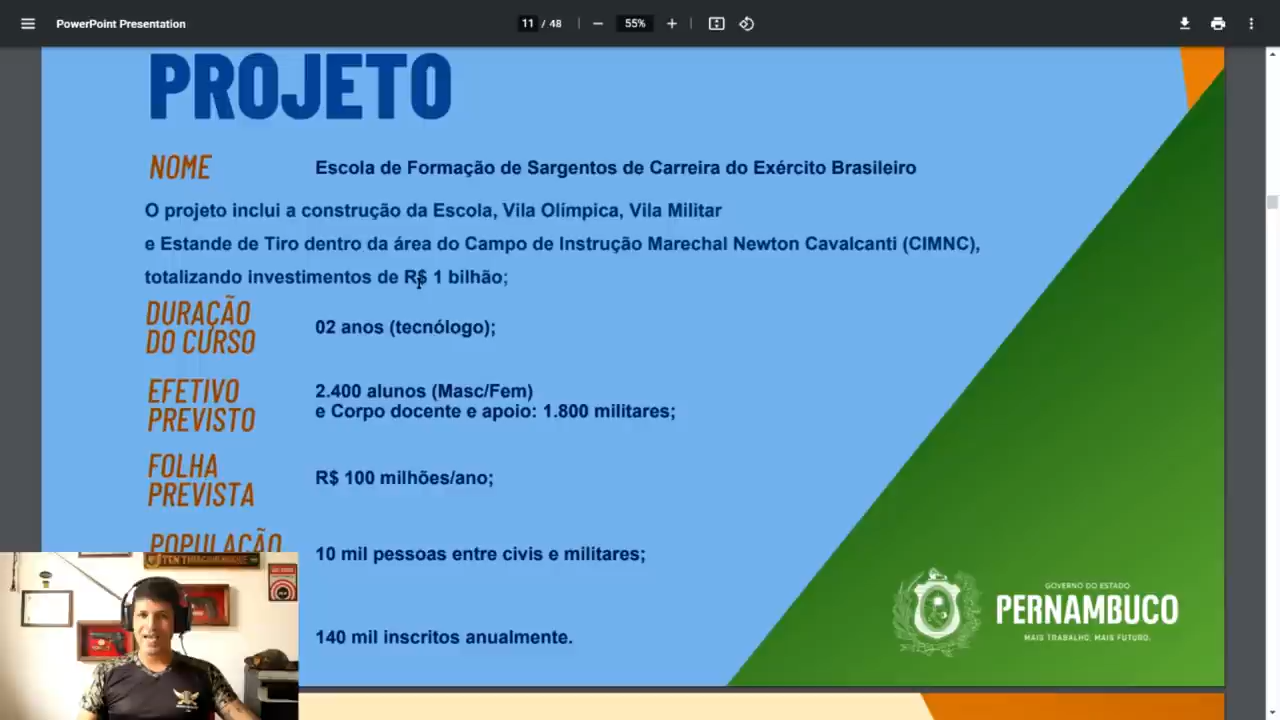 PowerPoint Presentation
11 / 48
55%
PROJETO
NOME
Escola de Formação de Sargentos de Carreira do Exército Brasileiro
O projeto inclui a construção da Escola, Vila Olímpica, Vila Militar
e Estande de Tiro dentro da área do Campo de Instrução Marechal Newton Cavalcanti (CIMNC),
totalizando investimentos de R$ 1 bilhão;
DURAÇÃO
DO CURSO
02 anos (tecnólogo);
EFETIVO
PREVISTO
2.400 alunos (Masc/Fem)
e Corpo docente e apoio: 1.800 militares;
FOLHA
PREVISTA
R$ 100 milhões/ano;
POPULAÇÃO
10 mil pessoas entre civis e militares;
140 mil inscritos anualmente.
GOVERNO DO ESTADO
PERNAMBUCO
MAIS TRABALHO, MAIS FUTURO.